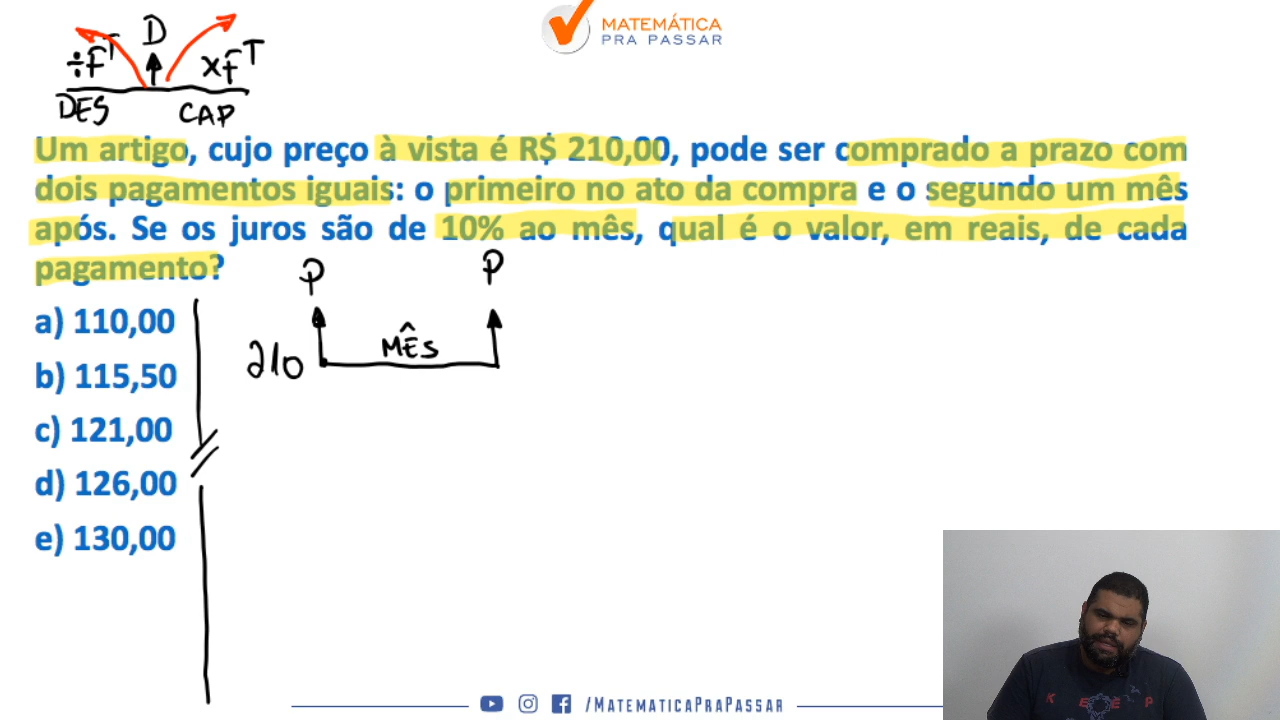 MATEMÁTICA
PRA PASSAR
D
÷f^T
xf^T
DES
CAP
Um artigo, cujo preço à vista é R$ 210,00, pode ser comprado a prazo com
dois pagamentos iguais: o primeiro no ato da compra e o segundo um mês
após. Se os juros são de 10% ao mês, qual é o valor, em reais, de cada
pagamento?
P
P
a) 110,00
210
MÊS
b) 115,50
c) 121,00
d) 126,00
e) 130,00
/MATEMATICAPRAPASSAR